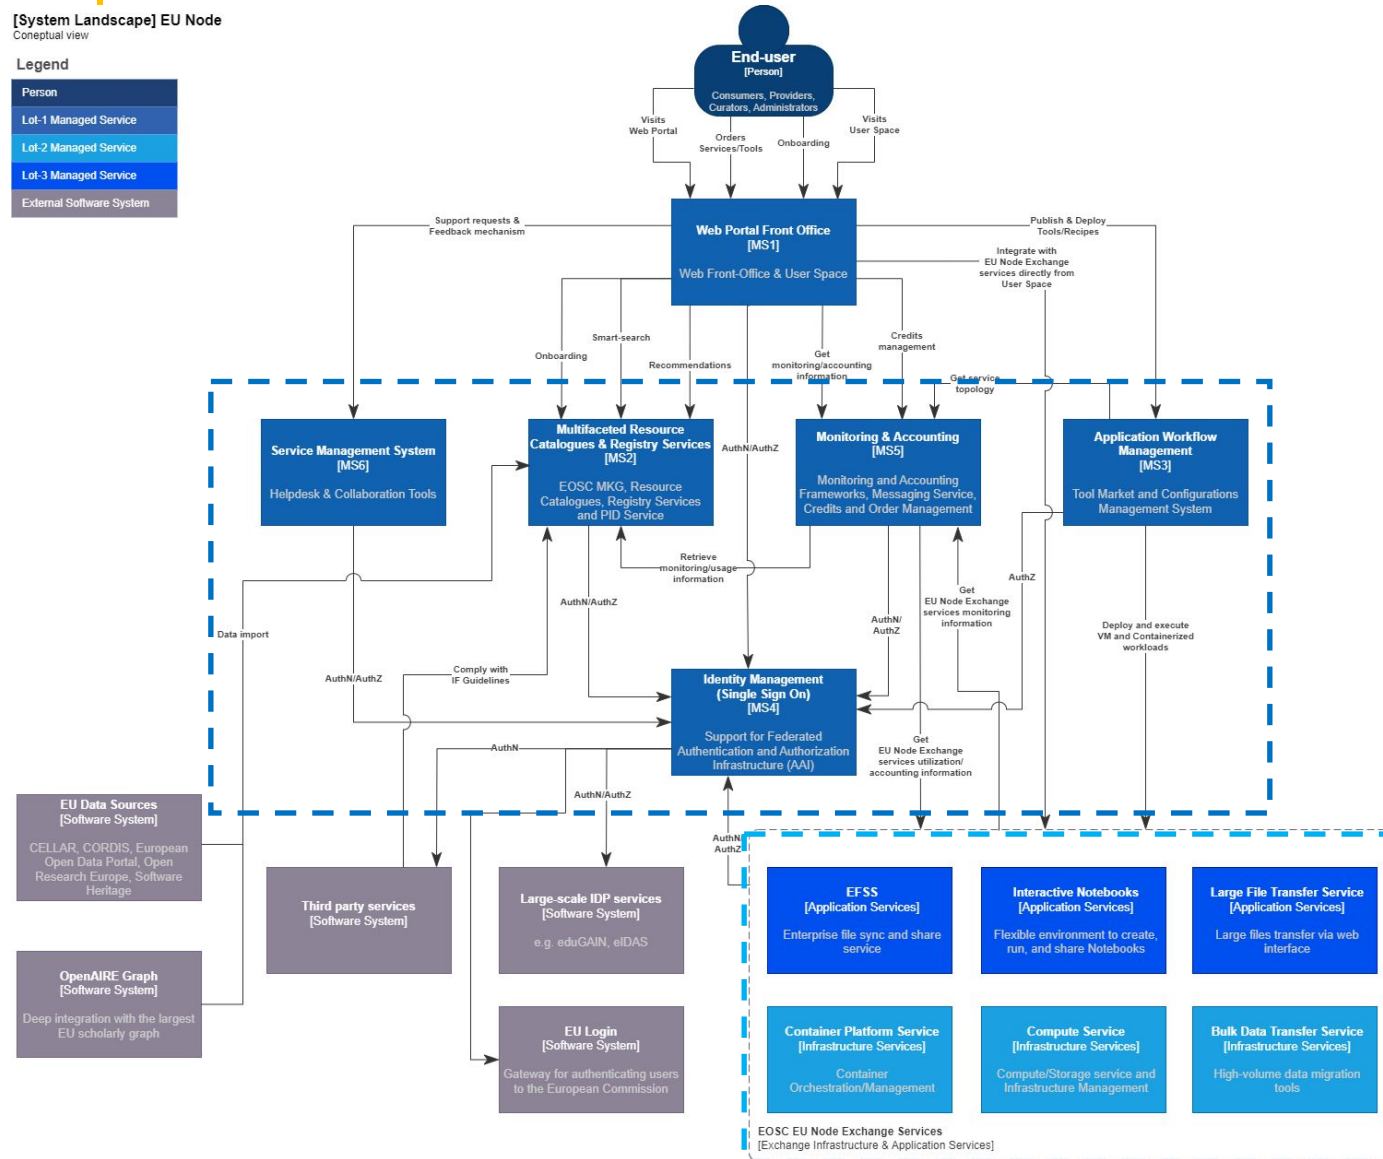 [System Landscape] EU Node
Coneptual view
Legend
Person
Lot-1 Managed Service
Lot-2 Managed Service
Lot-3 Managed Service
External Software System
End-user
[Person]
Consumers, Providers,
Curators, Administrators
Visits
Web Portal
Orders
Services/Tools
Onboarding
Visits
User Space
Web Portal Front Office
[MS1]
Web Front-Office & User Space
Support requests &
Feedback mechanism
Publish & Deploy
Tools/Recipes
Integrate with
EU Node Exchange
services directly from
User Space
Onboarding
Smart-search
Recommendations
Get
monitoring/accounting
information
Credits
management
Get service
topology
AuthN/AuthZ
Service Management System
[MS6]
Helpdesk & Collaboration Tools
Multifaceted Resource
Catalogues & Registry Services
[MS2]
EOSC MKG, Resource
Catalogues, Registry Services
and PID Service
Monitoring & Accounting
[MS5]
Monitoring and Accounting
Frameworks, Messaging Service,
Credits and Order Management
Application Workflow
Management
[MS3]
Tool Market and Configurations
Management System
Retrieve
monitoring/usage
information
AuthN/AuthZ
AuthN/
AuthZ
Get
EU Node Exchange
services monitoring
information
AuthZ
Deploy and execute
VM and Containerized
workloads
Data import
AuthN/AuthZ
Comply with
IF Guidelines
Identity Management
(Single Sign On)
[MS4]
Support for Federated
Authentication and Authorization
Infrastructure (AAI)
Get
EU Node Exchange
services utilization/
accounting information
AuthN
AuthN/AuthZ
AuthN/
AuthZ
EU Data Sources
[Software System]
CELLAR, CORDIS, European
Open Data Portal, Open
Research Europe, Software
Heritage
Third party services
[Software System]
Large-scale IDP services
[Software System]
e.g. eduGAIN, eIDAS
EFSS
[Application Services]
Enterprise file sync and share
service
Interactive Notebooks
[Application Services]
Flexible environment to create,
run, and share Notebooks
Large File Transfer Service
[Application Services]
Large files transfer via web
interface
OpenAIRE Graph
[Software System]
Deep integration with the largest
EU scholarly graph
EU Login
[Software System]
Gateway for authenticating users
to the European Commission
Container Platform Service
[Infrastructure Services]
Container
Orchestration/Management
Compute Service
[Infrastructure Services]
Compute/Storage service and
Infrastructure Management
Bulk Data Transfer Service
[Infrastructure Services]
High-volume data migration
tools
EOSC EU Node Exchange Services
[Exchange Infrastructure & Application Services]